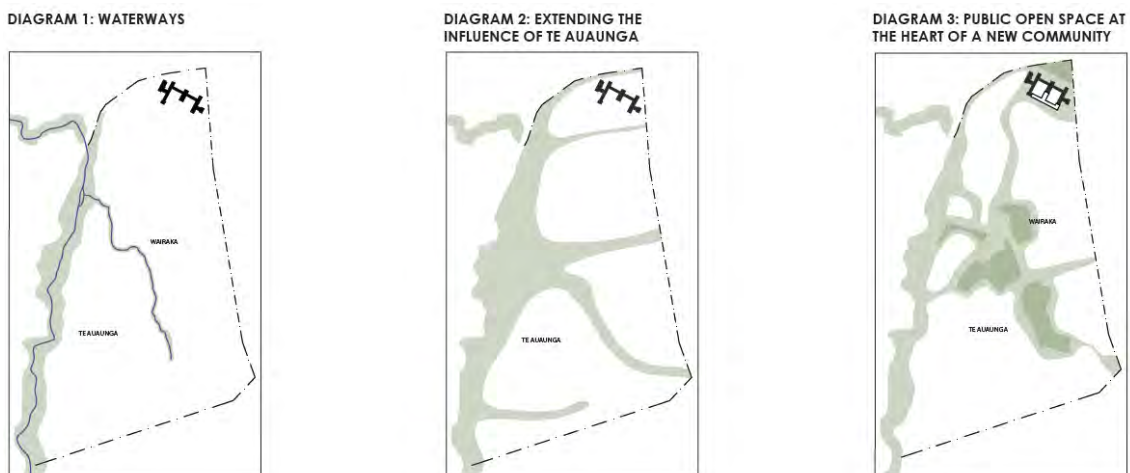 DIAGRAM 1: WATERWAYS
WAIRAKA
TE AUAUNGA
DIAGRAM 2: EXTENDING THE
INFLUENCE OF TE AUAUNGA
TE AUAUNGA
DIAGRAM 3: PUBLIC OPEN SPACE AT
THE HEART OF A NEW COMMUNITY
WAIRAKA
TE AUAUNGA